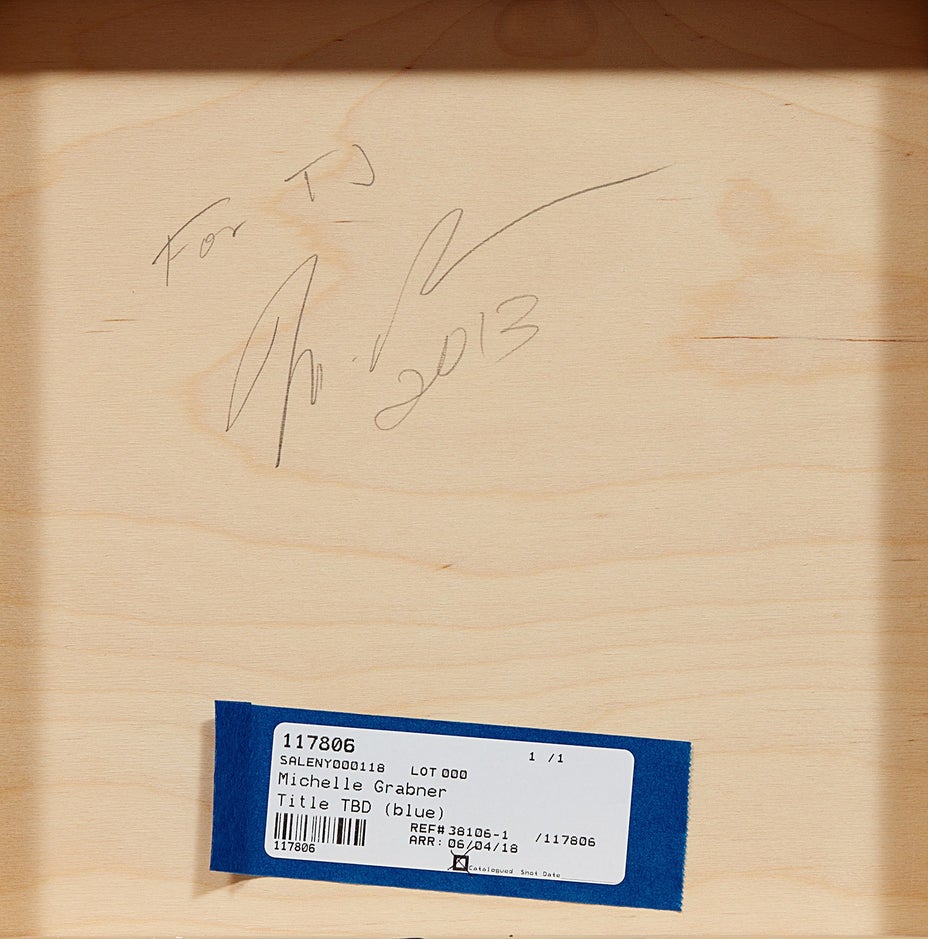 For TJ
2013
117806
1 /1
SALENY000118 LOT 000
Michelle Grabner
Title TBD (blue)
REF# 38106-1 /117806
ARR: 06/04/18
117806
Catalogued Shot Date